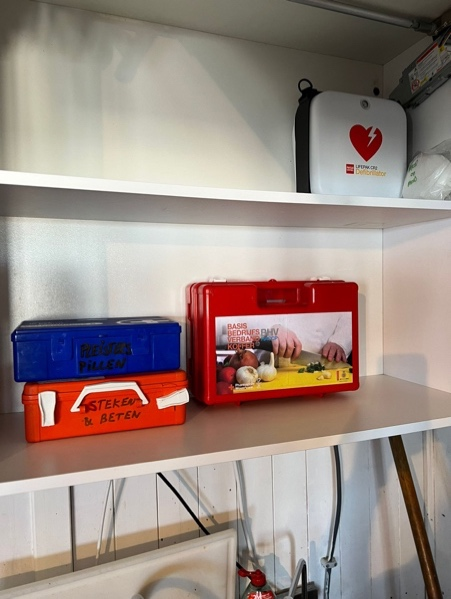 LIFEPAK CR2
Defibrillator
BASIS
BEDRIJFS BHV
VERBAND
KOFFER
PILLEN
STEKEN
& BETEN